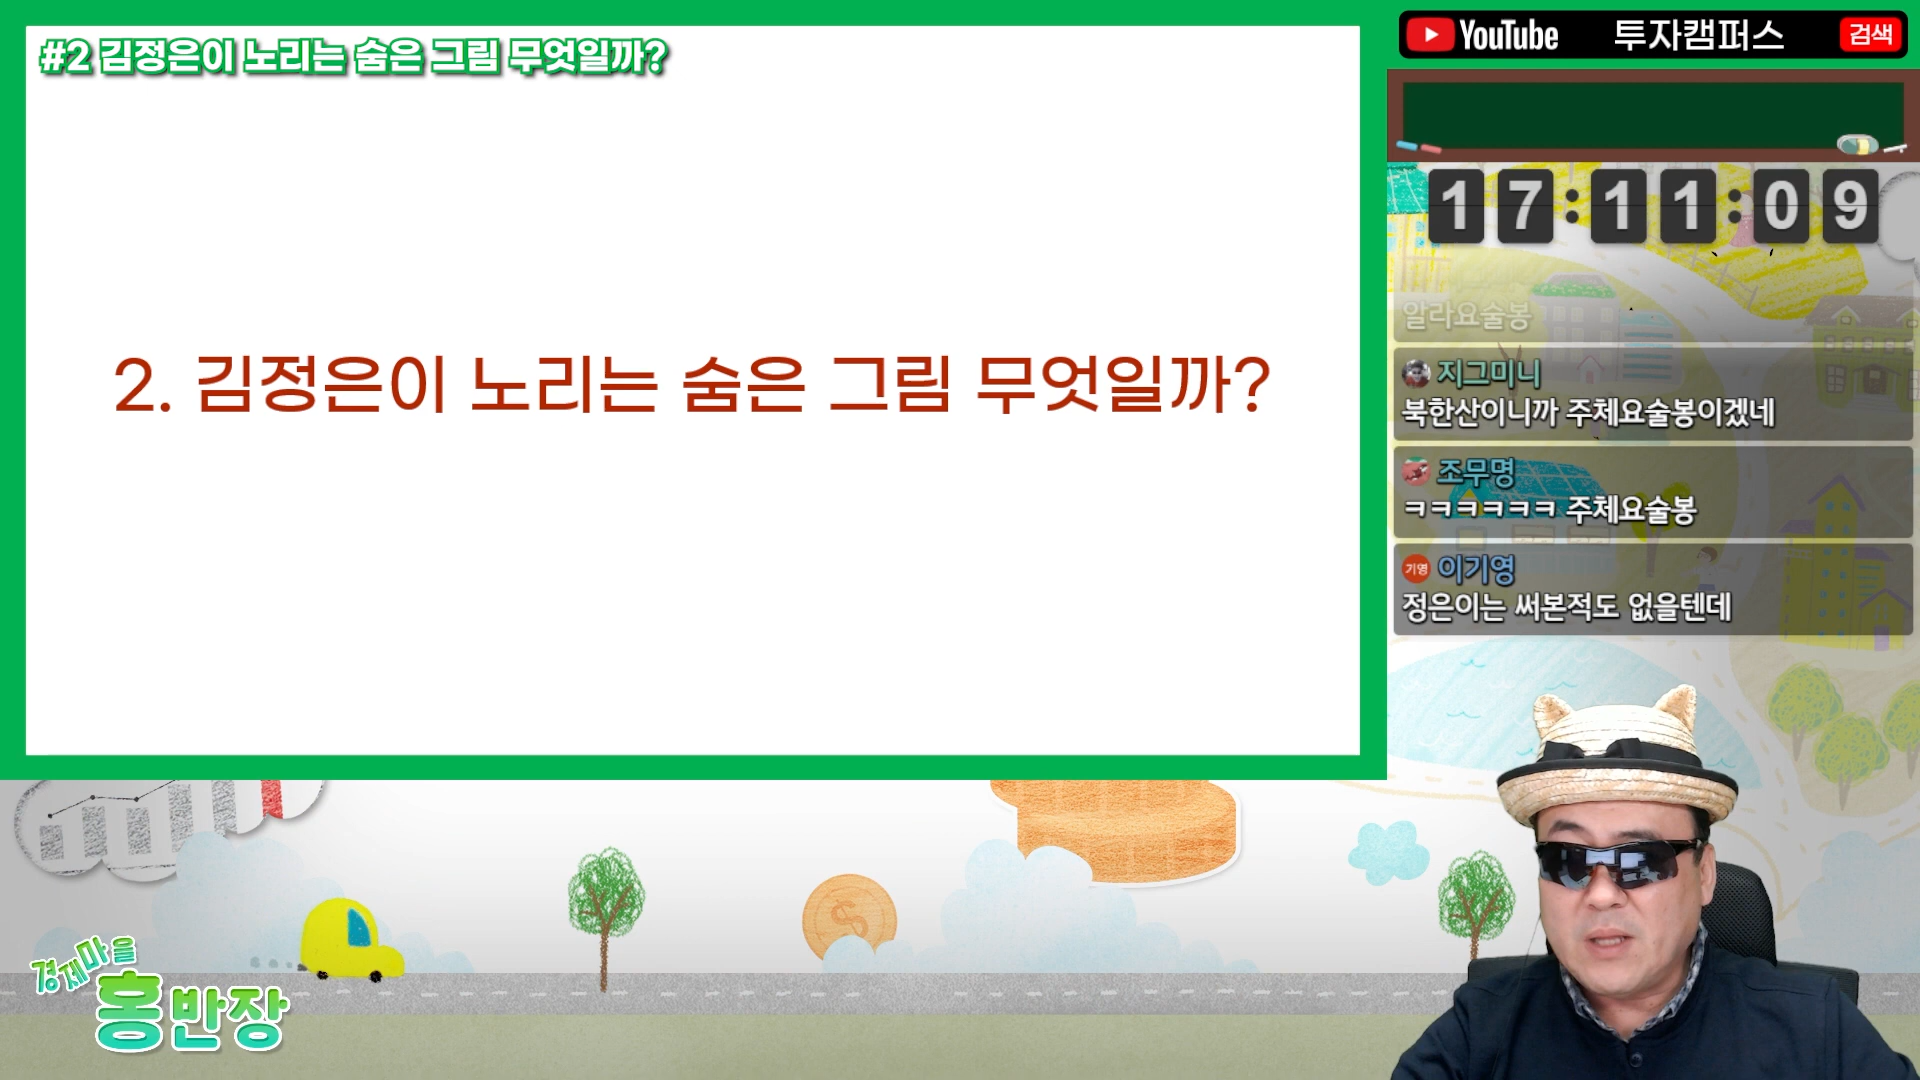 #2 김정은이 노리는 숨은 그림 무엇일까?
YouTube 투자캠퍼스 검색
2. 김정은이 노리는 숨은 그림 무엇일까?
17:11:09
알라요술봉
지그미니
북한산이니까 주체요술봉이겠네
조무명
ㅋㅋㅋㅋㅋㅋ 주체요술봉
기영 이기영
정은이는 써본적도 없을텐데
경제마을
홍반장